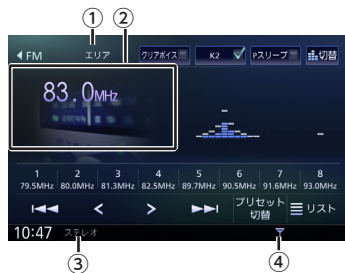 ① ②
◀ FM エリア クリアボイス K2 Pスリープ 切替
83.0MHz
1 2 3 4 5 6 7 8
79.5MHz 80.0MHz 81.3MHz 82.5MHz 89.7MHz 90.5MHz 91.6MHz 93.0MHz
プリセット
切替 リスト
10:47 ステレオ
③ ④